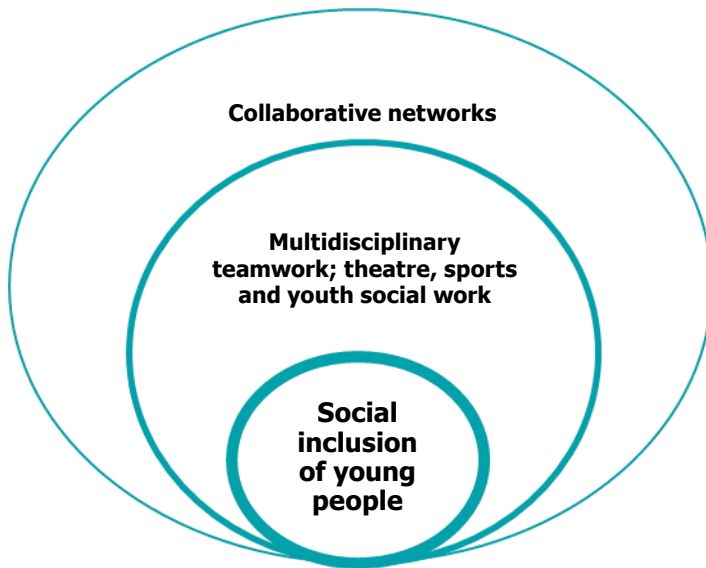 Collaborative networks
Multidisciplinary
teamwork; theatre, sports
and youth social work
Social
inclusion
of young
people